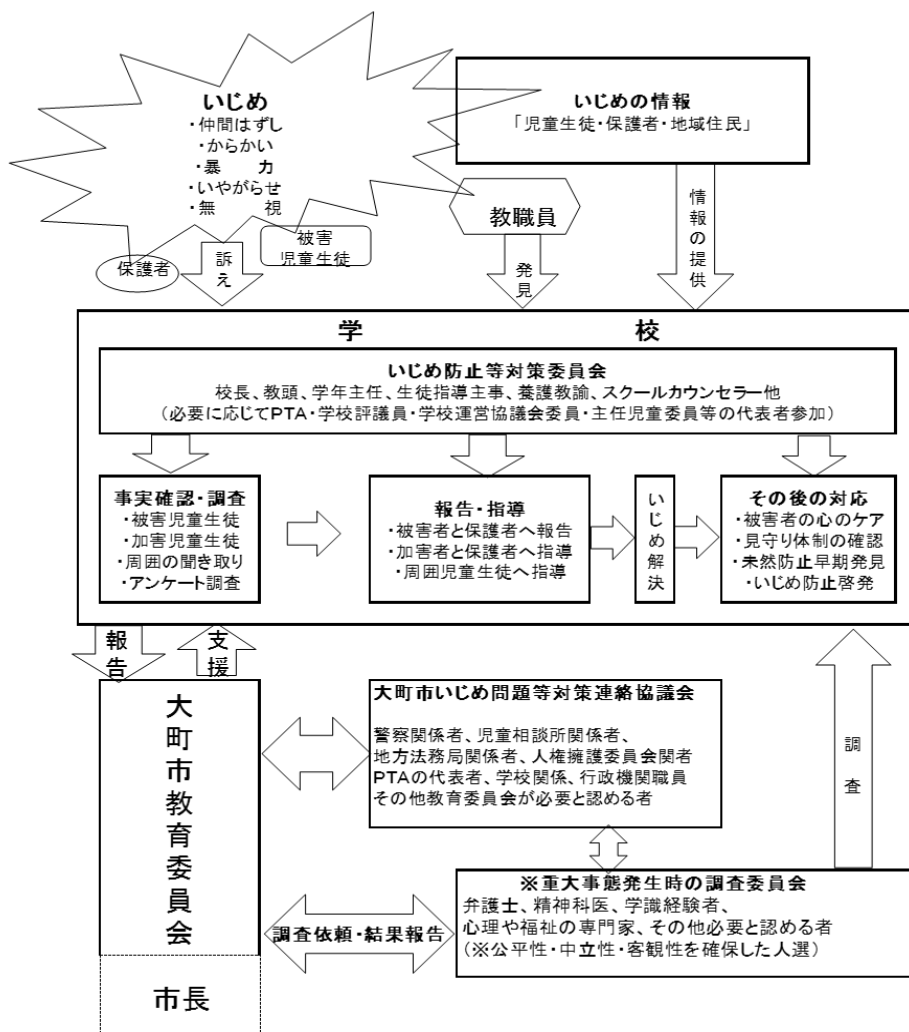 いじめ
・仲間はずし
・からかい
・暴　　力
・いやがらせ
・無　　視
保護者
訴え
被害
児童生徒
いじめの情報
「児童生徒・保護者・地域住民」
教職員
発見
情報の提供
学　　校
いじめ防止等対策委員会
校長、教頭、学年主任、生徒指導主事、養護教諭、スクールカウンセラー他
（必要に応じてPTA・学校評議員・学校運営協議会委員・主任児童委員等の代表者参加）
事実確認・調査
・被害児童生徒
・加害児童生徒
・周囲の聞き取り
・アンケート調査
報告・指導
・被害者と保護者へ報告
・加害者と保護者へ指導
・周囲児童生徒へ指導
いじめ解決
その後の対応
・被害者の心のケア
・見守り体制の確認
・未然防止早期発見
・いじめ防止啓発
報告
支援
大町市教育委員会
市長
大町市いじめ問題等対策連絡協議会
警察関係者、児童相談所関係者、
地方法務局関係者、人権擁護委員会関者
PTAの代表者、学校関係、行政機関職員
その他教育委員会が必要と認める者
調査
調査依頼・結果報告
※重大事態発生時の調査委員会
弁護士、精神科医、学識経験者、
心理や福祉の専門家、その他必要と認める者
(※公平性・中立性・客観性を確保した人選）